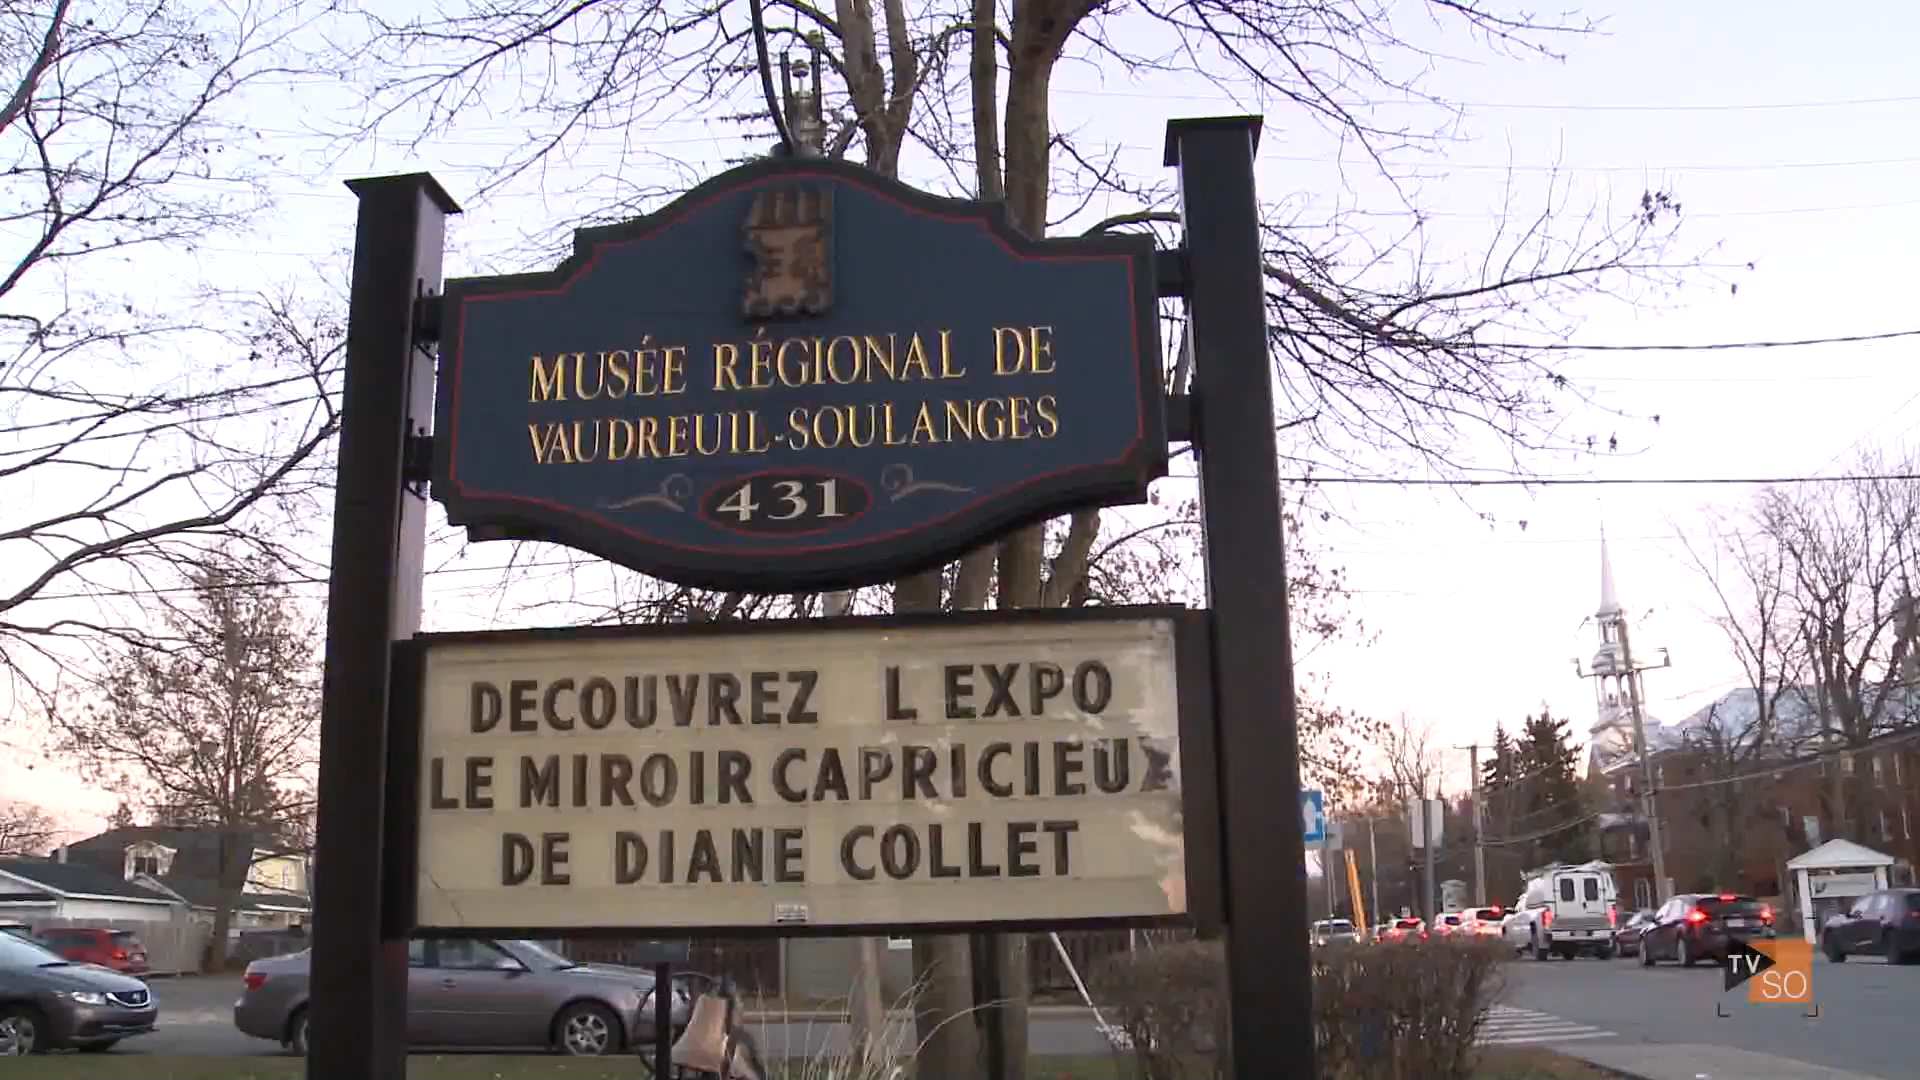 MUSÉE RÉGIONAL DE
VAUDREUIL-SOULANGES
431
DECOUVREZ L EXPO
LE MIROIR CAPRICIEUX
DE DIANE COLLET
TV
SO